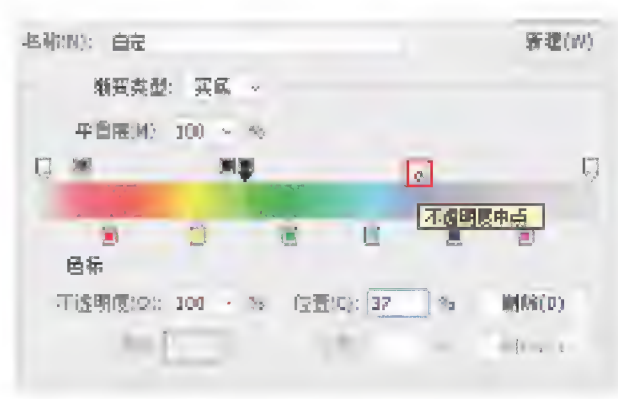 名称(N): 自定 新建(W)
渐变类型: 实底
平滑度(M): 100 %
不透明度中点
色标
不透明度(O): 100 % 位置(C): 37 % 删除(D)